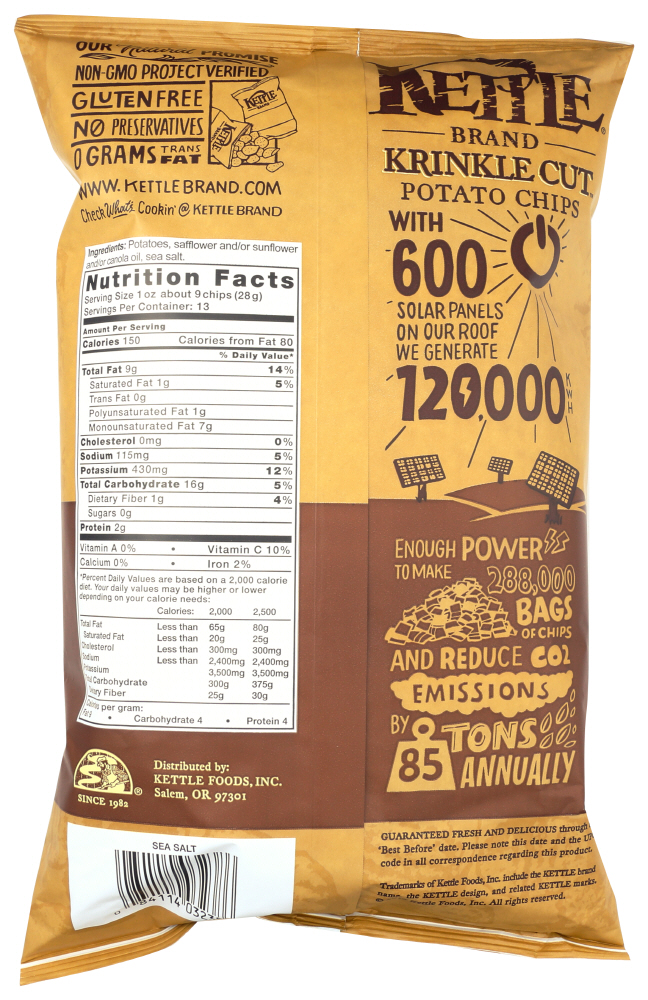 OUR Natural PROMISE
NON-GMO PROJECT VERIFIED
GLUTEN FREE
NO PRESERVATIVES
0 GRAMS TRANS FAT
KETTLE
KETTLE
WWW.KETTLEBRAND.COM
Check What's Cookin' @ KETTLE BRAND
Ingredients: Potatoes, safflower and/or sunflower
and/or canola oil, sea salt.
Nutrition Facts
Serving Size 1 oz about 9 chips (28g)
Servings Per Container: 13
Amount Per Serving
Calories 150 Calories from Fat 80
% Daily Value*
Total Fat 9g 14%
Saturated Fat 1g 5%
Trans Fat 0g
Polyunsaturated Fat 1g
Monounsaturated Fat 7g
Cholesterol 0mg 0%
Sodium 115mg 5%
Potassium 430mg 12%
Total Carbohydrate 16g 5%
Dietary Fiber 1g 4%
Sugars 0g
Protein 2g
Vitamin A 0% • Vitamin C 10%
Calcium 0% • Iron 2%
*Percent Daily Values are based on a 2,000 calorie
diet. Your daily values may be higher or lower
depending on your calorie needs:
Calories: 2,000 2,500
Total Fat Less than 65g 80g
Saturated Fat Less than 20g 25g
Cholesterol Less than 300mg 300mg
Sodium Less than 2,400mg 2,400mg
3,500mg 3,500mg
Carbohydrate 300g 375g
Fiber 25g 30g
per gram:
• Carbohydrate 4 • Protein 4
SINCE 1982 ®
Distributed by:
KETTLE FOODS, INC.
Salem, OR 97301
SEA SALT
KETTLE®
BRAND
KRINKLE CUT
POTATO CHIPS
WITH
600
SOLAR PANELS
ON OUR ROOF
WE GENERATE
120,000 KWH
ENOUGH POWER
TO MAKE 288,000
BAGS
OF CHIPS
AND REDUCE CO2
EMISSIONS
BY 85 TONS
ANNUALLY
GUARANTEED FRESH AND DELICIOUS through
'Best Before' date. Please note this date and the
code in all correspondence regarding this product.
Trademarks of Kettle Foods, Inc. include the KETTLE brand
name, the KETTLE design, and related KETTLE marks.
Kettle Foods, Inc. All rights reserved.